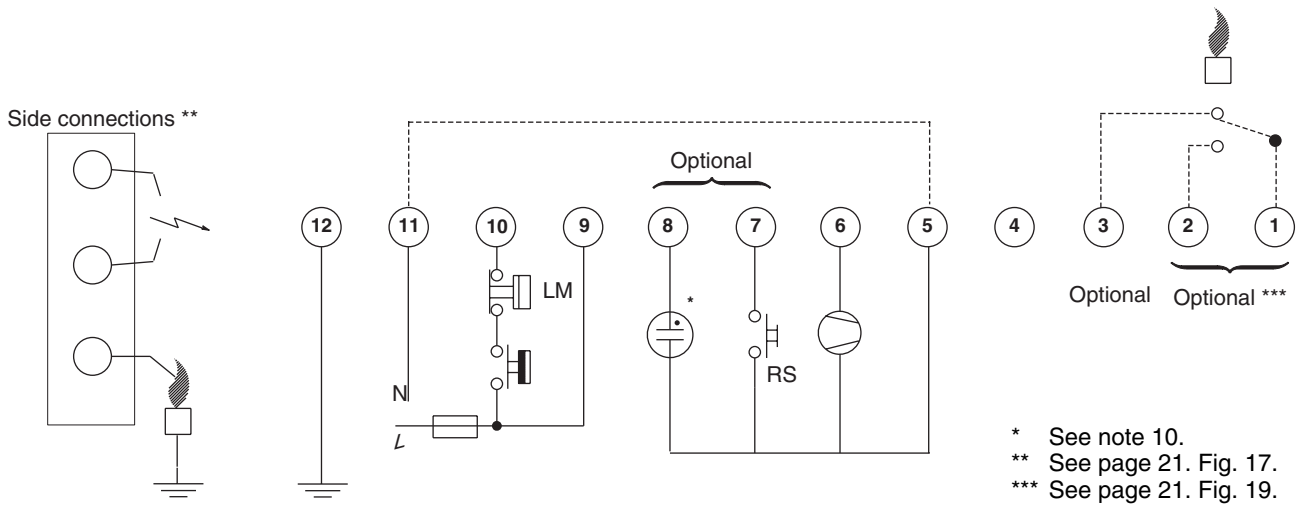 Side connections **
Optional
12 11 10 9 8 7 6 5 4 3 2 1
LM
*
Optional Optional ***
RS
N
L
* See note 10.
** See page 21. Fig. 17.
*** See page 21. Fig. 19.